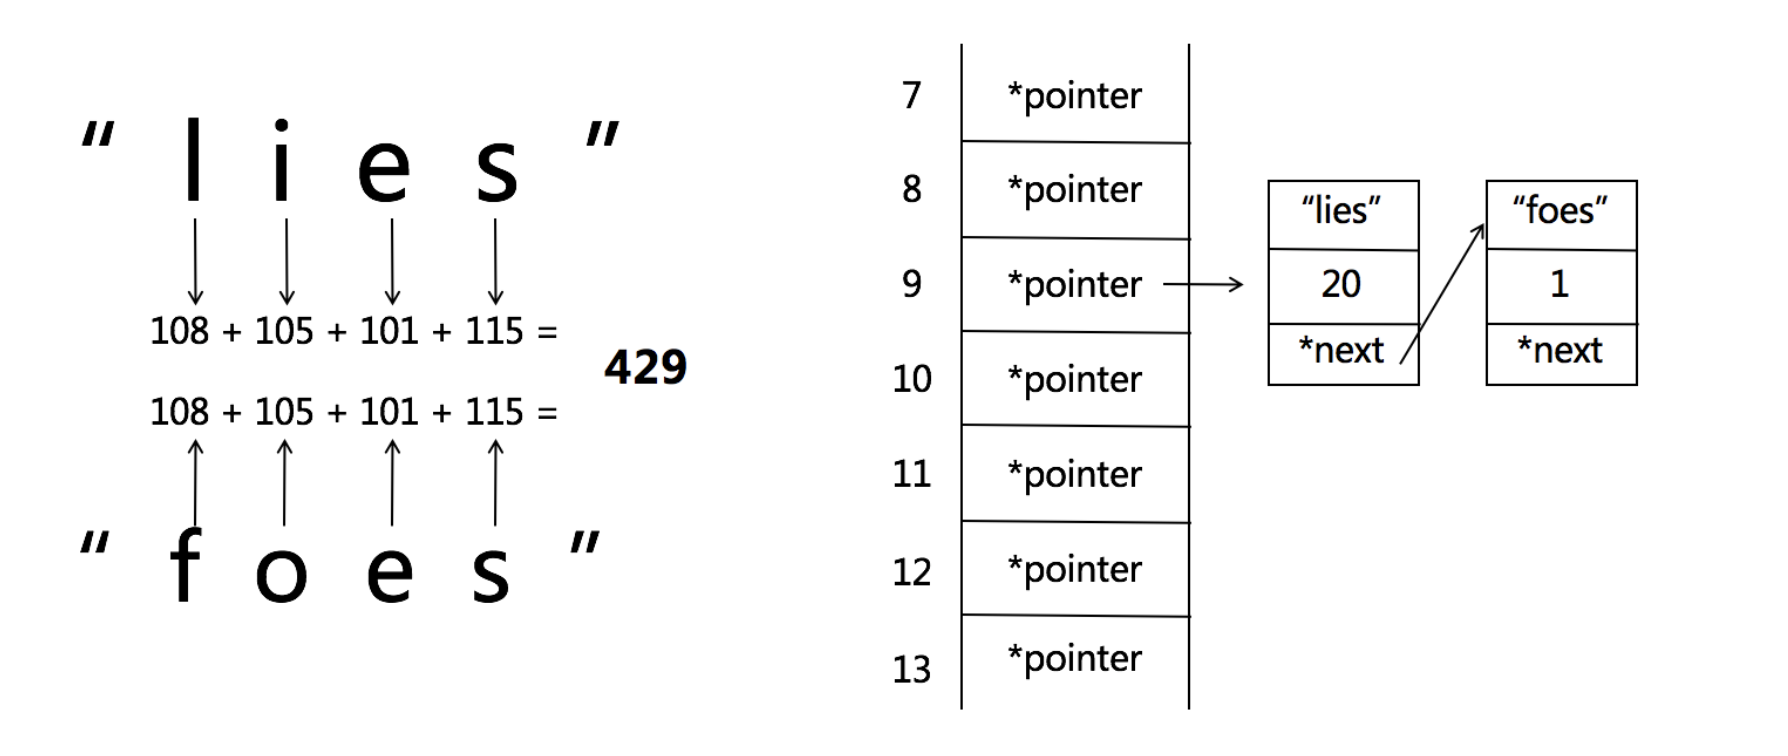 “ l i e s ”
108 + 105 + 101 + 115 =
429
108 + 105 + 101 + 115 =
“ f o e s ”
7 *pointer
8 *pointer
9 *pointer
10 *pointer
11 *pointer
12 *pointer
13 *pointer
“lies”
20
*next
“foes”
1
*next